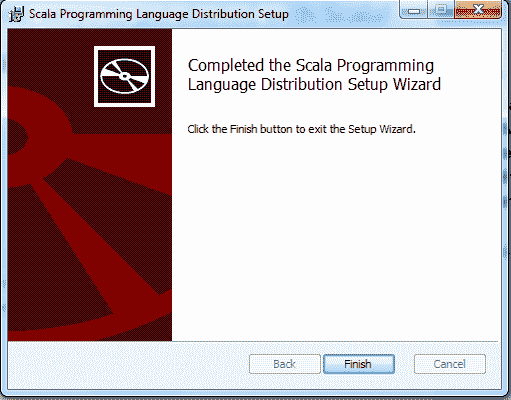 Scala Programming Language Distribution Setup
Completed the Scala Programming
Language Distribution Setup Wizard
Click the Finish button to exit the Setup Wizard.
Back
Finish
Cancel